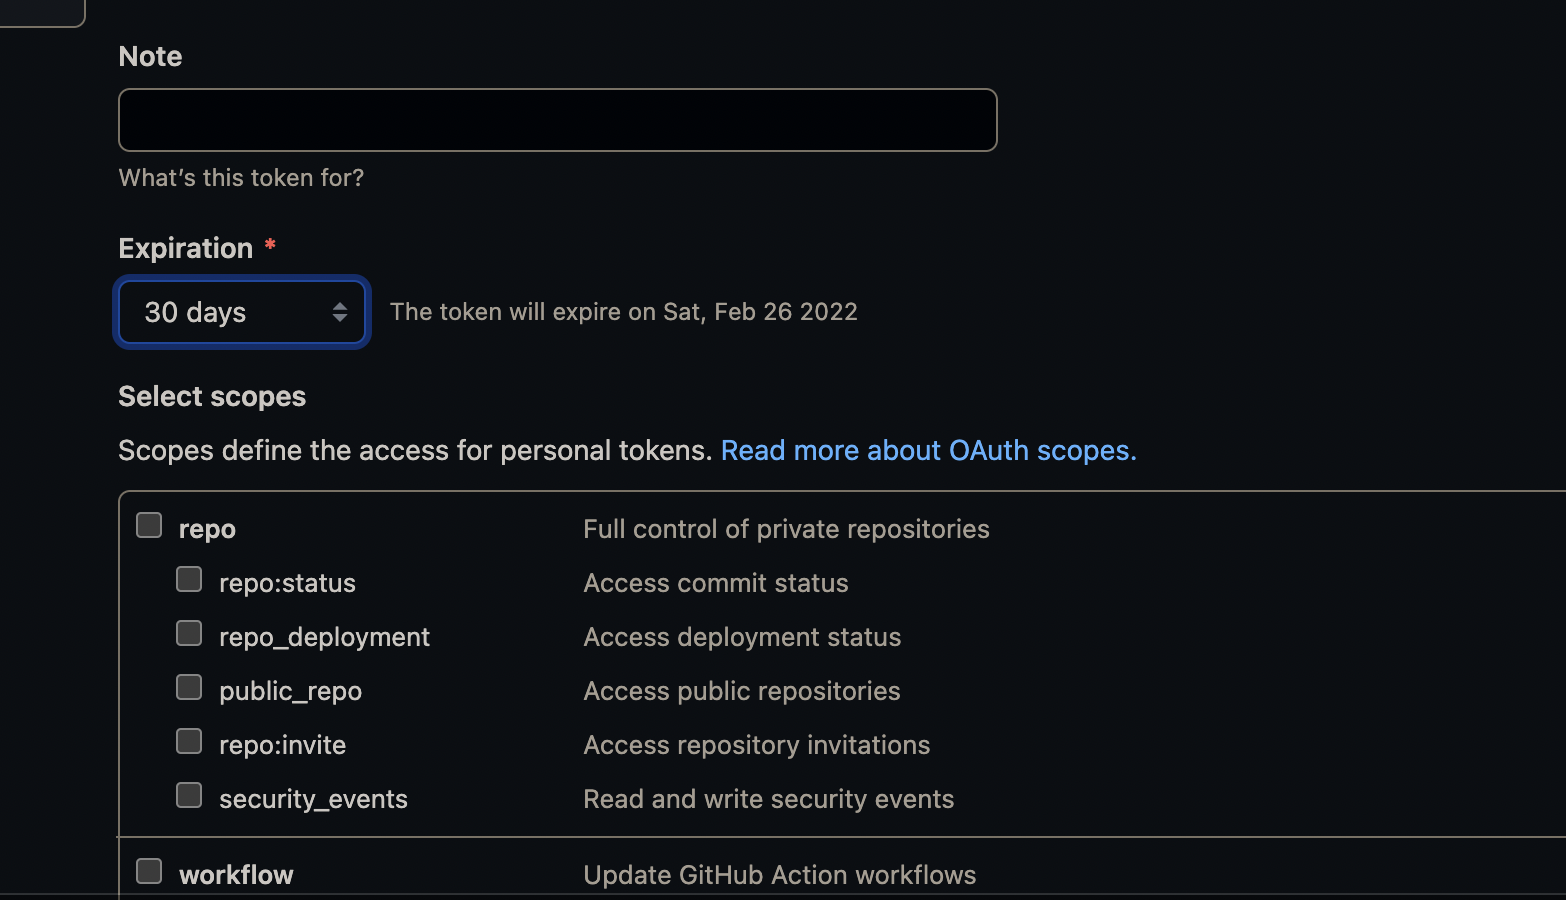 Note
What's this token for?
Expiration *
30 days The token will expire on Sat, Feb 26 2022
Select scopes
Scopes define the access for personal tokens. Read more about OAuth scopes.
repo Full control of private repositories
repo:status Access commit status
repo_deployment Access deployment status
public_repo Access public repositories
repo:invite Access repository invitations
security_events Read and write security events
workflow Update GitHub Action workflows